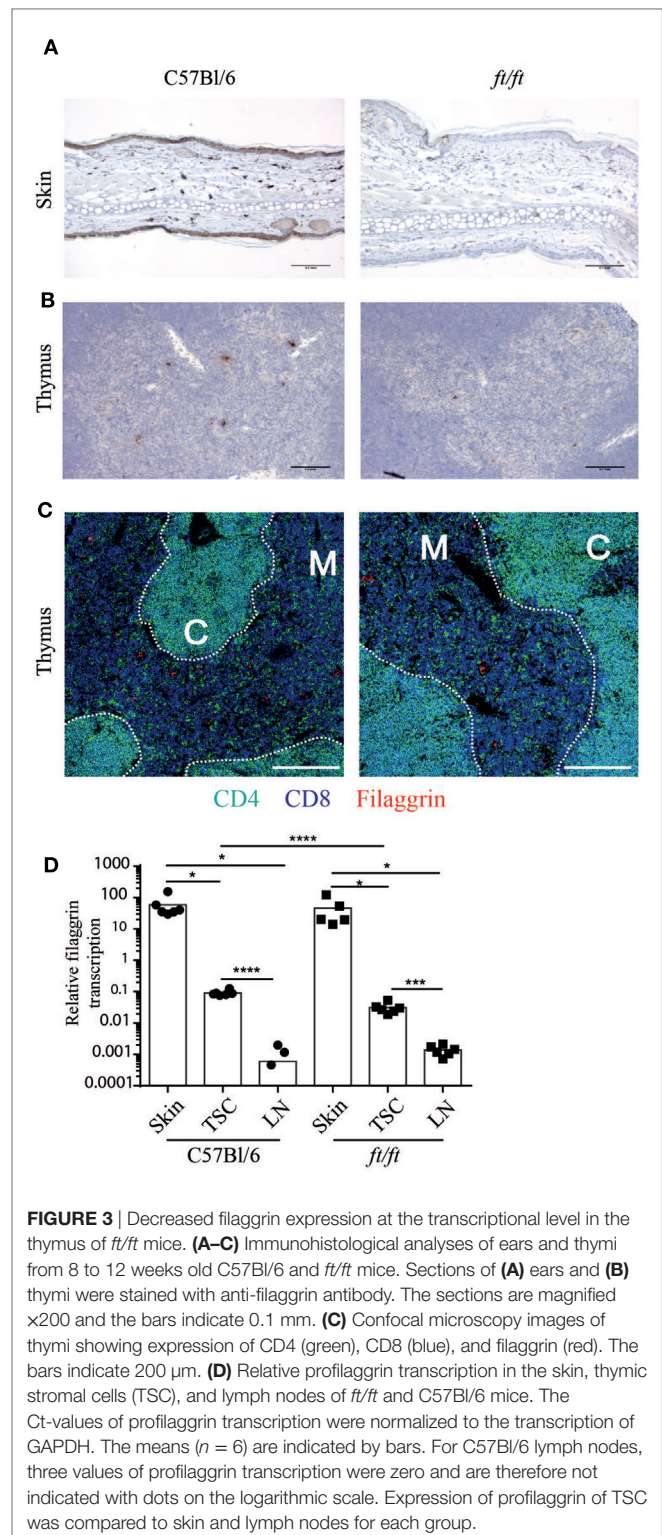 A
C57Bl/6
ft/ft
Skin
B
Thymus
C
M
C
M
C
Thymus
CD4 CD8 Filaggrin
D
Relative filaggrin
transcription
1000
100
10
1
0.1
0.01
0.001
0.0001
*
*
****
****
*
*
***
Skin
TSC
LN
Skin
TSC
LN
C57Bl/6
ft/ft
FIGURE 3 | Decreased filaggrin expression at the transcriptional level in the
thymus of ft/ft mice. (A–C) Immunohistological analyses of ears and thymi
from 8 to 12 weeks old C57Bl/6 and ft/ft mice. Sections of (A) ears and (B)
thymi were stained with anti-filaggrin antibody. The sections are magnified
×200 and the bars indicate 0.1 mm. (C) Confocal microscopy images of
thymi showing expression of CD4 (green), CD8 (blue), and filaggrin (red). The
bars indicate 200 μm. (D) Relative profilaggrin transcription in the skin, thymic
stromal cells (TSC), and lymph nodes of ft/ft and C57Bl/6 mice. The
Ct-values of profilaggrin transcription were normalized to the transcription of
GAPDH. The means (n = 6) are indicated by bars. For C57Bl/6 lymph nodes,
three values of profilaggrin transcription were zero and are therefore not
indicated with dots on the logarithmic scale. Expression of profilaggrin of TSC
was compared to skin and lymph nodes for each group.